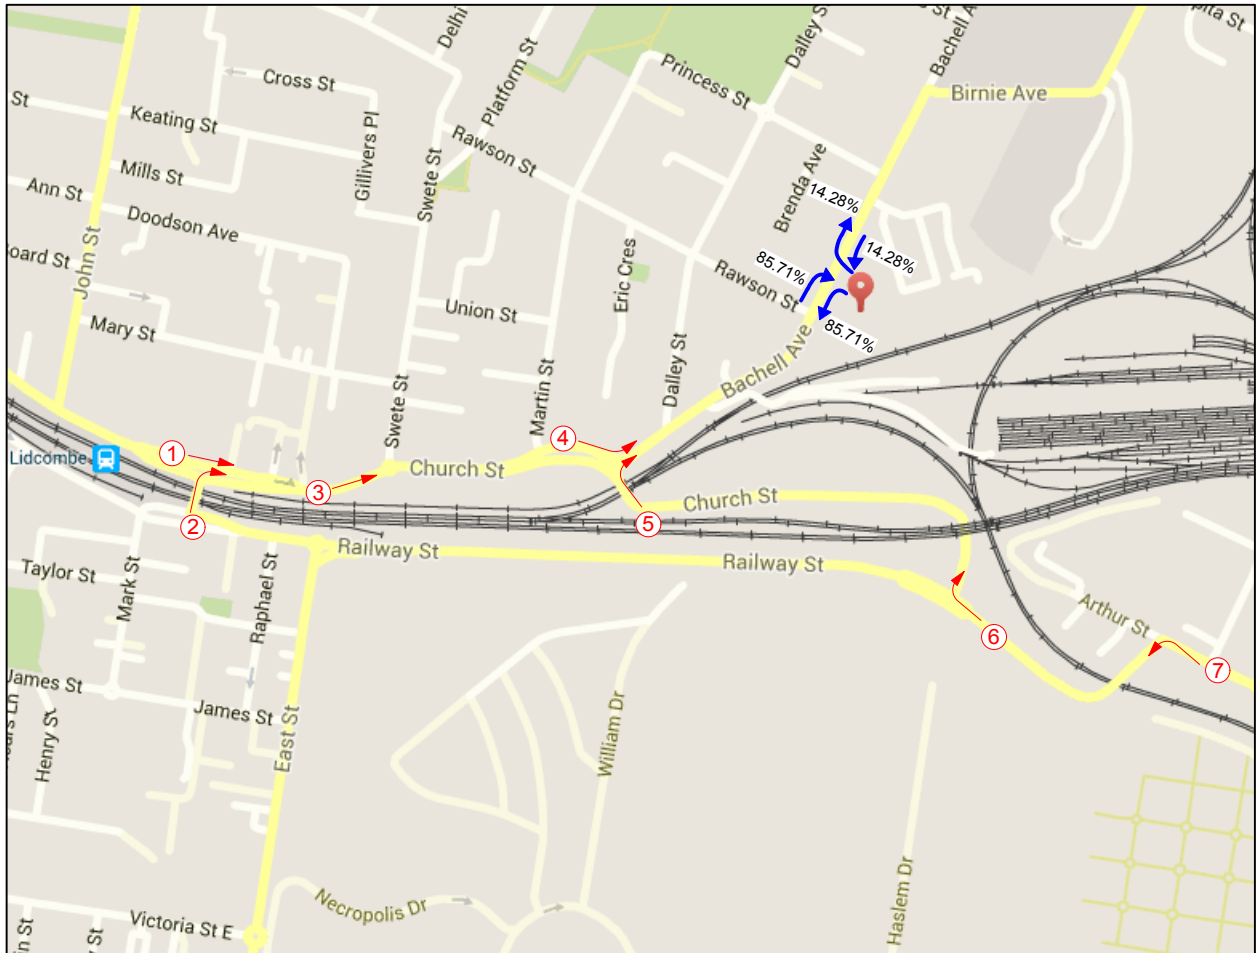 Delhi
Platform St
Dalley S
Bachell A
St
Cross St
Princess St
Birnie Ave
St
Keating St
Gillivers Pl
Rawson St
Swete St
Brenda Ave
Mills St
Ann St
Doodson Ave
14.28%
14.28%
John St
oard St
Eric Cres
85.71%
Rawson St
Mary St
Union St
85.71%
Bachell Ave
Dalley St
Martin St
Swete St
Lidcombe
1
4
Church St
3
2
5
Church St
Railway St
Railway St
Taylor St
Mark St
Raphael St
Arthur St
6
7
James St
James St
Henry St
East St
William Dr
Haslem Dr
Necropolis Dr
Victoria St E
in St
St